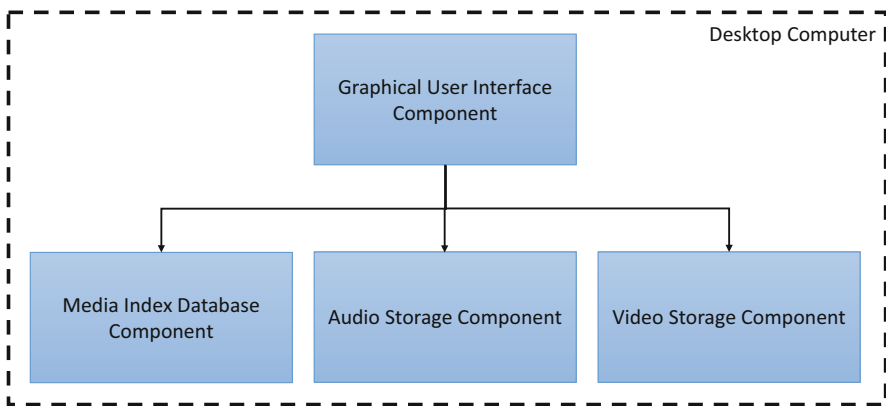 Desktop Computer
Graphical User Interface
Component
Media Index Database
Component
Audio Storage Component
Video Storage Component